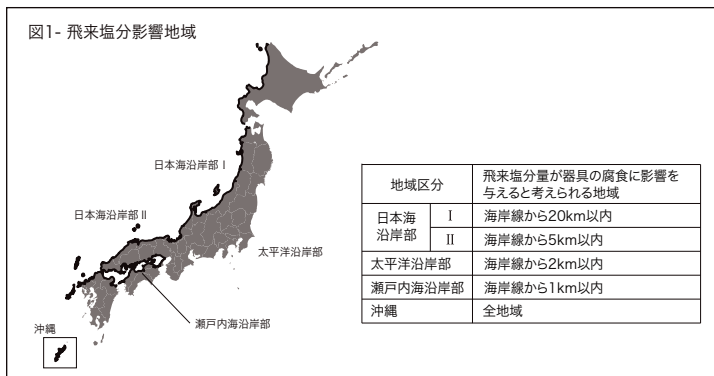 図1- 飛来塩分影響地域
日本海沿岸部Ⅰ
日本海沿岸部Ⅱ
太平洋沿岸部
瀬戸内海沿岸部
沖縄
地域区分
飛来塩分量が器具の腐食に影響を
与えると考えられる地域
日本海
沿岸部
Ⅰ
海岸線から20km以内
Ⅱ
海岸線から5km以内
太平洋沿岸部
海岸線から2km以内
瀬戸内海沿岸部
海岸線から1km以内
沖縄
全地域